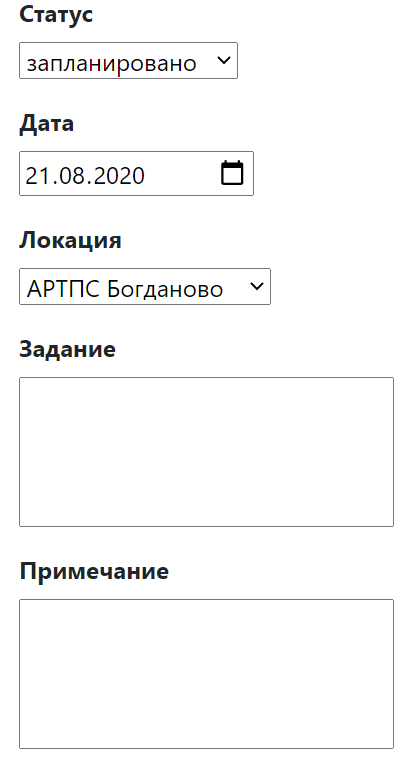 Статус
запланировано
Дата
21.08.2020
Локация
АРТПС Богданово
Задание
Примечание